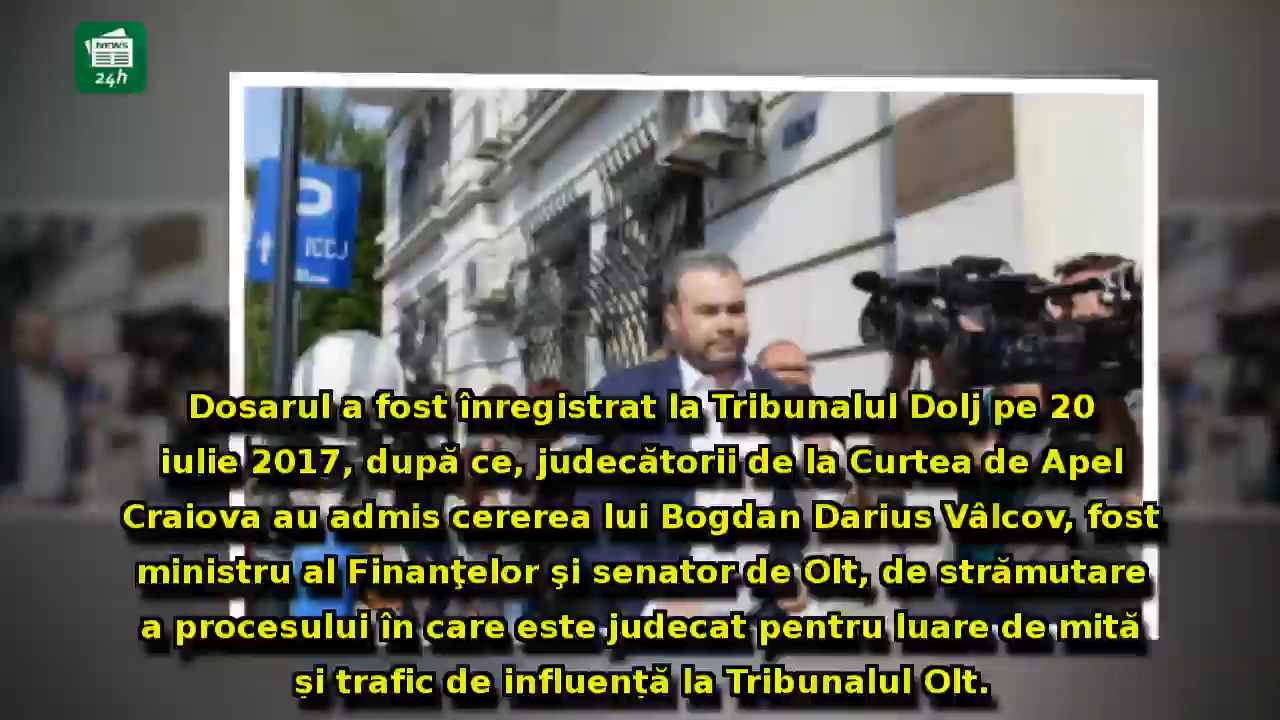 NEWS
24h
P
ICCJ
Dosarul a fost înregistrat la Tribunalul Dolj pe 20
iulie 2017, după ce, judecătorii de la Curtea de Apel
Craiova au admis cererea lui Bogdan Darius Vâlcov, fost
ministru al Finanţelor şi senator de Olt, de strămutare
a procesului în care este judecat pentru luare de mită
și trafic de influență la Tribunalul Olt.